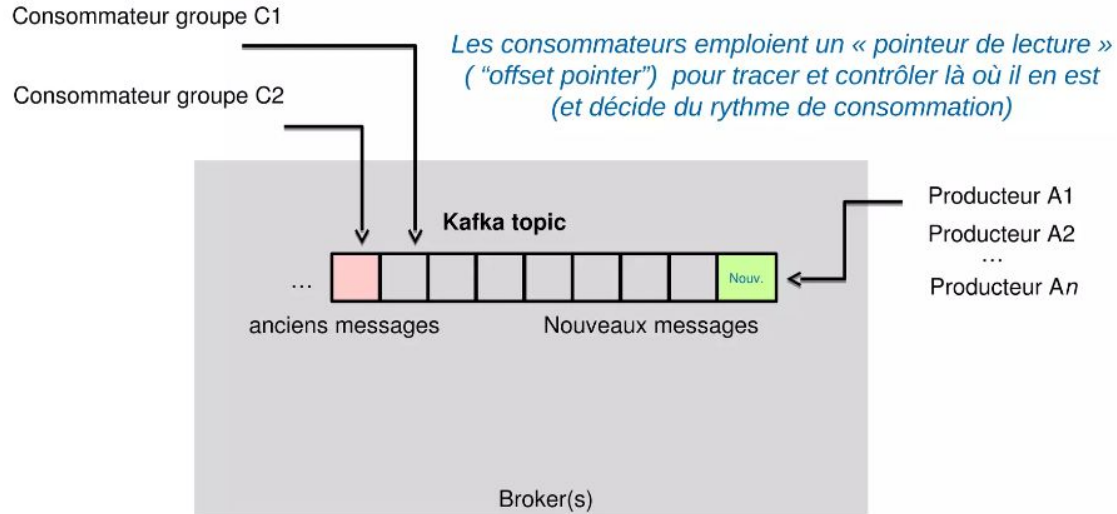 Consommateur groupe C1
Les consommateurs emploient un « pointeur de lecture »
( “offset pointer”) pour tracer et contrôler là où il en est
(et décide du rythme de consommation)
Consommateur groupe C2
Producteur A1
Producteur A2
...
Producteur An
Kafka topic
... Nouv.
anciens messages Nouveaux messages
Broker(s)